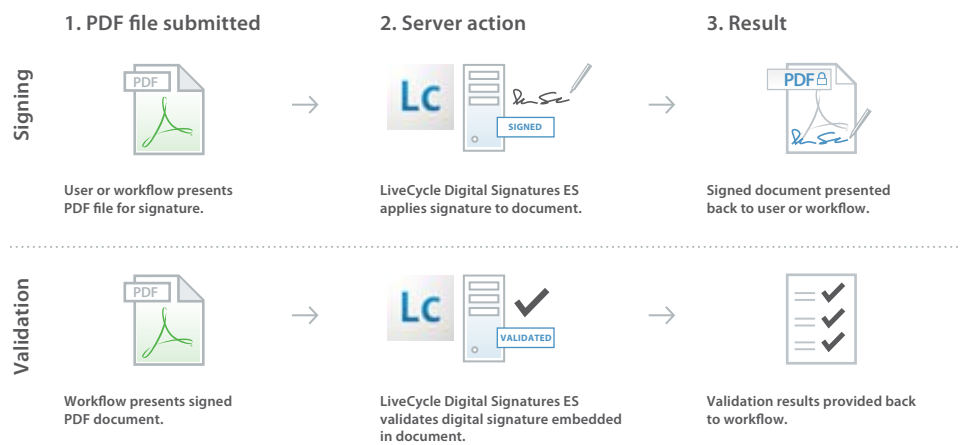 1. PDF file submitted
2. Server action
3. Result
Signing
PDF
Lc
SIGNED
PDF
User or workflow presents
PDF file for signature.
LiveCycle Digital Signatures ES
applies signature to document.
Signed document presented
back to user or workflow.
Validation
PDF
Lc
VALIDATED
Workflow presents signed
PDF document.
LiveCycle Digital Signatures ES
validates digital signature embedded
in document.
Validation results provided back
to workflow.